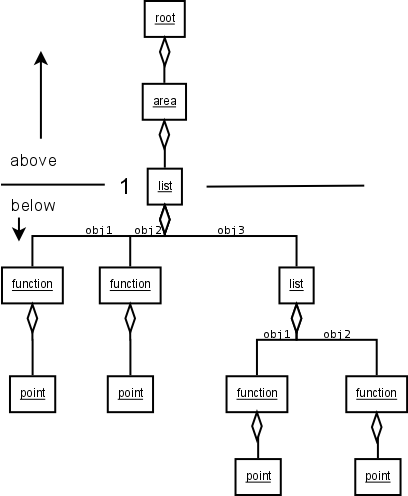 root
area
above
1 list
below
obj1 obj2 obj3
function function list
obj1 obj2
point point function function
point point